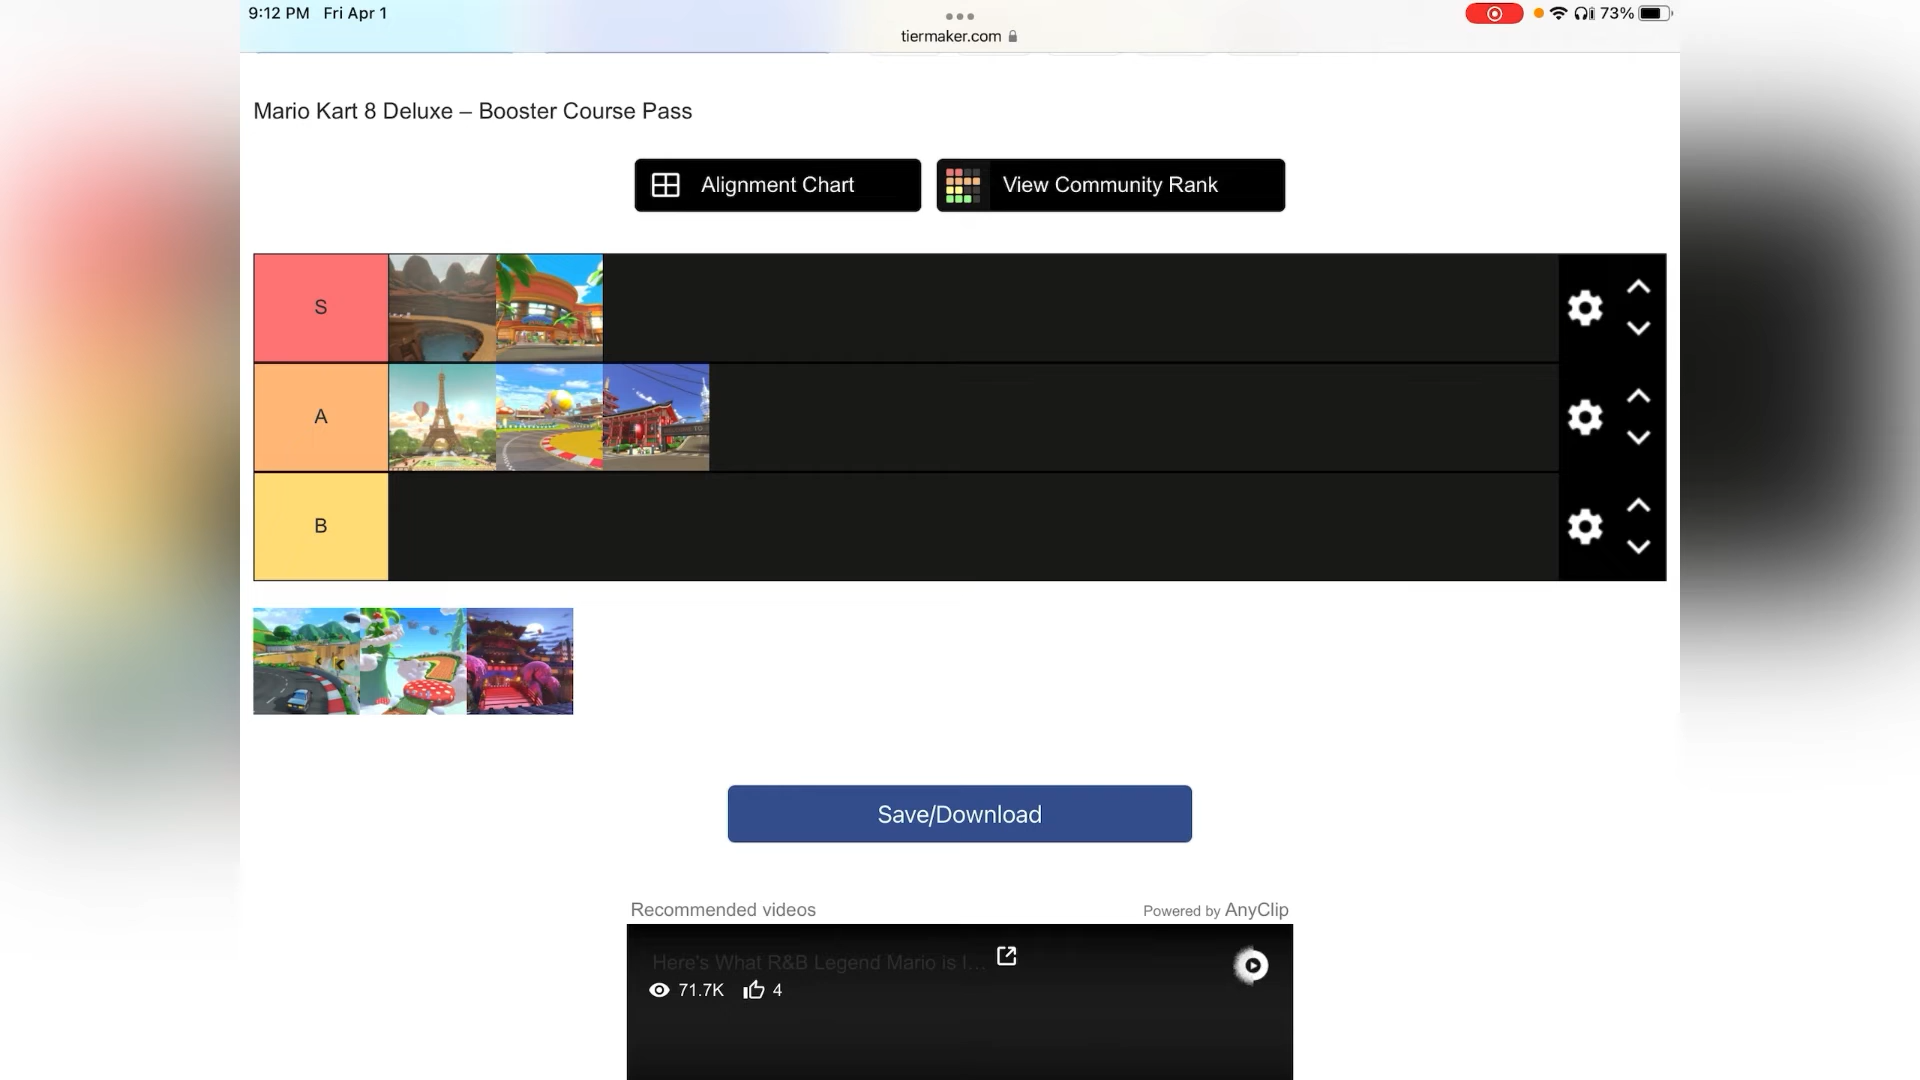 9:12 PM Fri Apr 1
73%
tiermaker.com
Mario Kart 8 Deluxe – Booster Course Pass
Alignment Chart
View Community Rank
S
A
B
Save/Download
Recommended videos
Powered by AnyClip
Here's What R&B Legend Mario is I...
71.7K
4